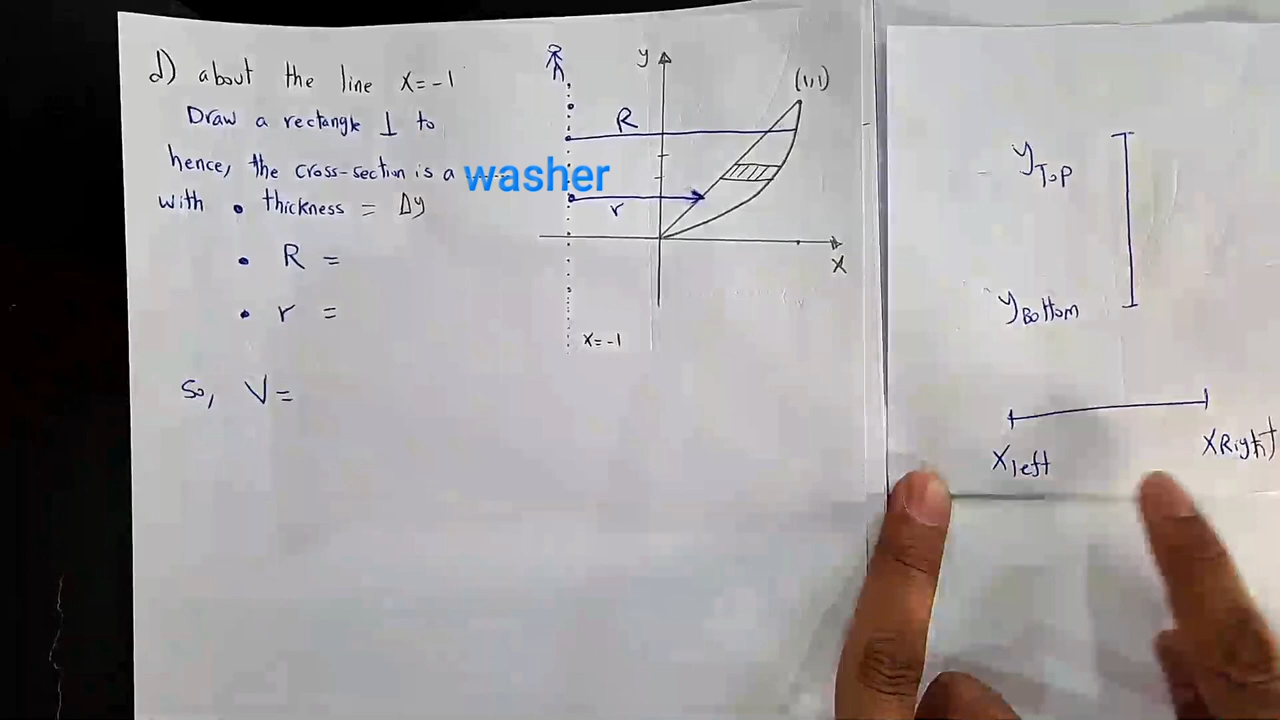 d) about the line x=-1
Draw a rectangle ⊥ to
hence, the cross-section is a washer
with • thickness = Δy
• R =
• r =
So, V=
y
(1,1)
R
r
x
x=-1
y Top
y Bottom
x left
x Right